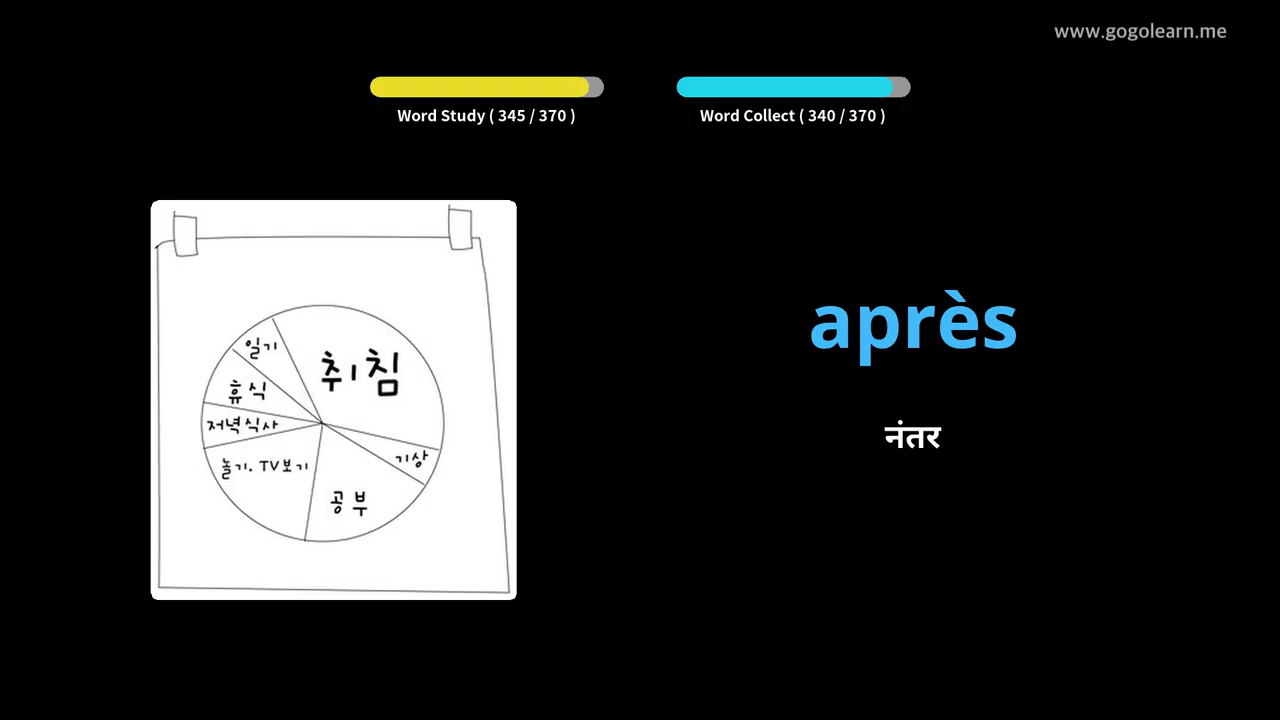 www.gogolearn.me
Word Study ( 345 / 370 )
Word Collect ( 340 / 370 )
일기
취침
휴식
저녁식사
놀기. TV보기
기상
공부
après
नंतर